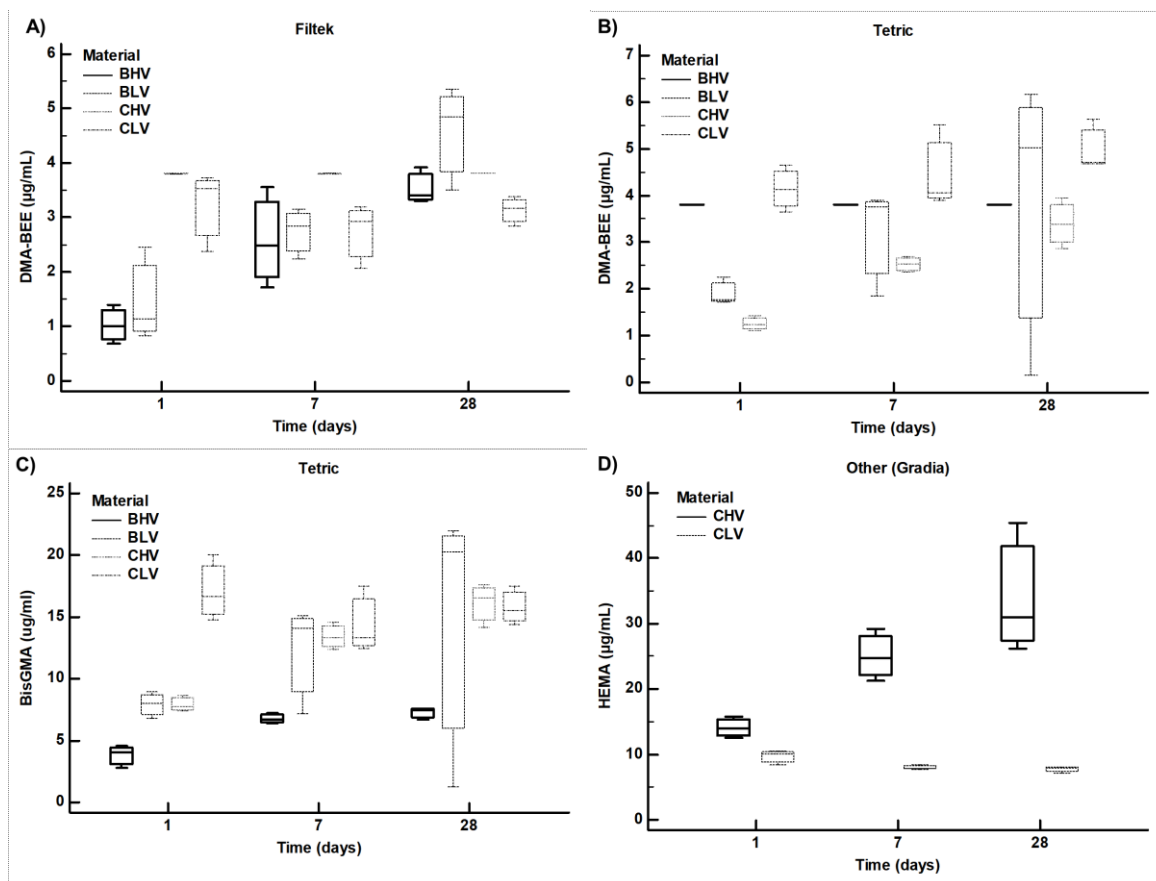 A)
Filtek
Material
BHV
BLV
CHV
CLV
DMA-BEE (µg/mL)
6
5
4
3
2
1
0
1
7
28
Time (days)
B)
Tetric
Material
BHV
BLV
CHV
CLV
DMA-BEE (µg/mL)
7
6
5
4
3
2
1
0
1
7
28
Time (days)
C)
Tetric
Material
BHV
BLV
CHV
CLV
BisGMA (ug/ml)
25
20
15
10
5
0
1
7
28
Time (days)
D)
Other (Gradia)
Material
CHV
CLV
HEMA (µg/mL)
50
40
30
20
10
0
1
7
28
Time (days)